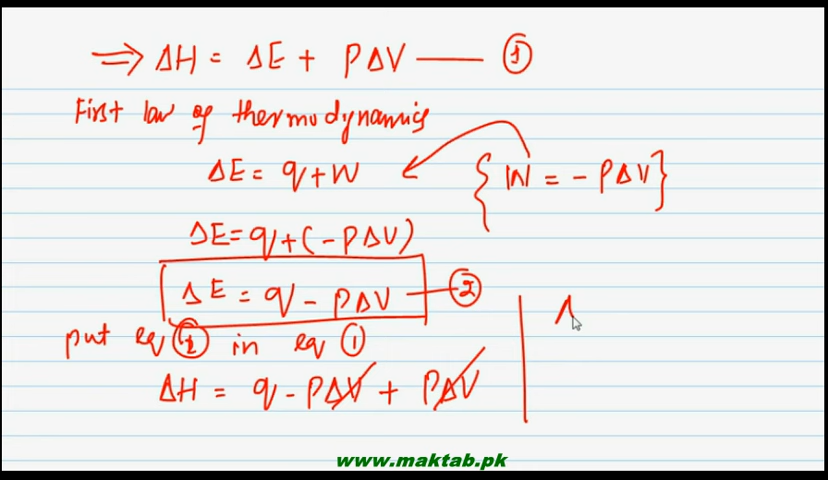 ⇒ ΔH = ΔE + PΔV —— ①
First law of thermodynamics
ΔE = q + W { W = - PΔV }
ΔE = q + (- PΔV)
ΔE = q - PΔV — ②
put eq ② in eq ①
ΔH = q - PΔV + PΔV
www.maktab.pk